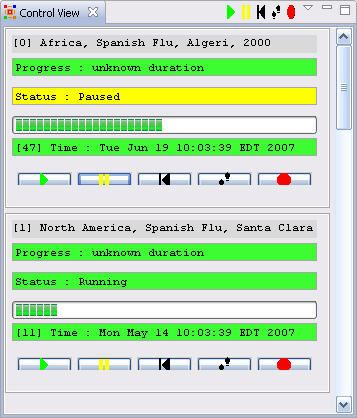 Control View
[0] Africa, Spanish Flu, Algeri, 2000
Progress : unknown duration
Status : Paused
[47] Time : Tue Jun 19 10:03:39 EDT 2007
[1] North America, Spanish Flu, Santa Clara
Progress : unknown duration
Status : Running
[11] Time : Mon May 14 10:03:39 EDT 2007